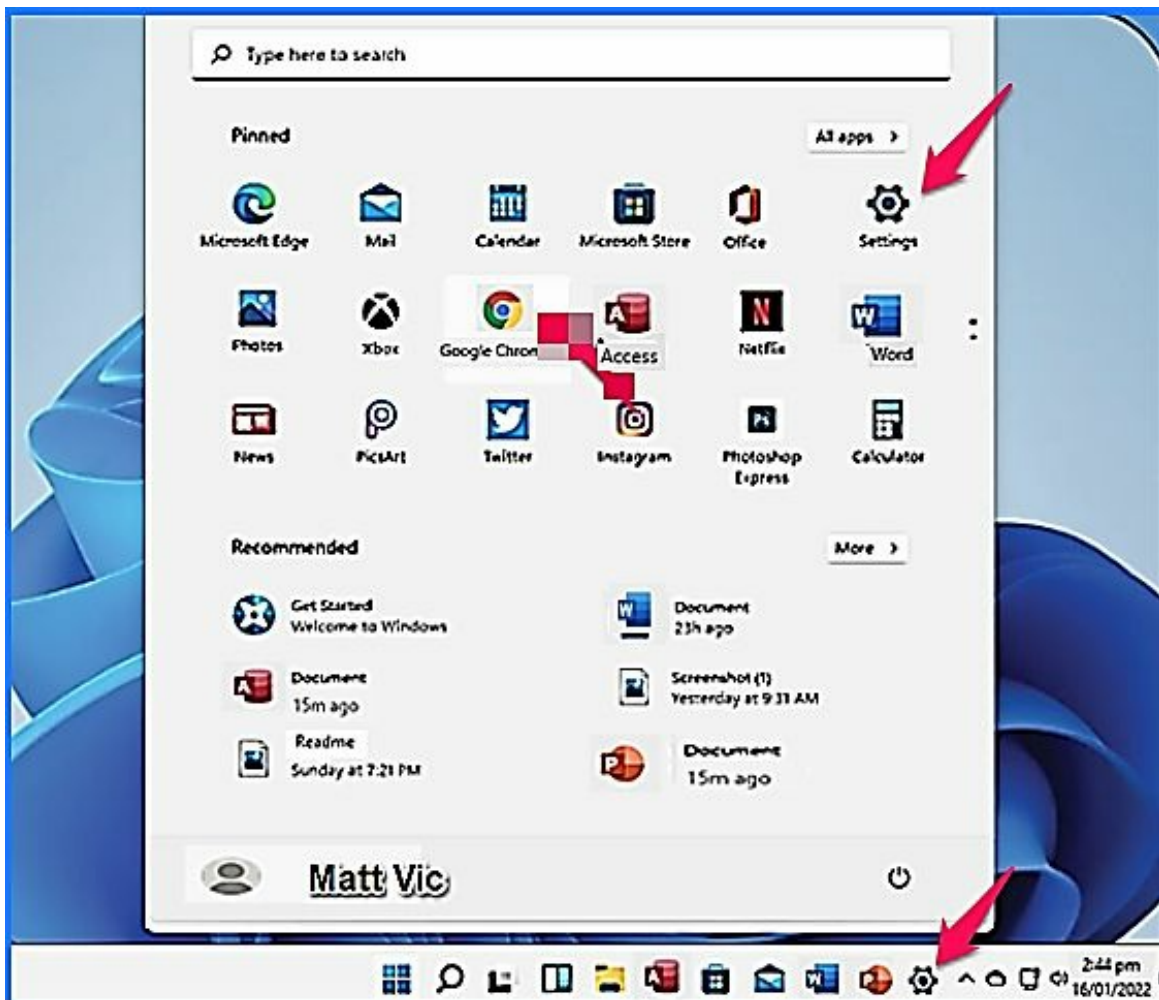 Type here to search
Pinned
All apps >
Microsoft Edge Mail Calendar Microsoft Store Office Settings
Photos Xbox Google Chrom Access Netflix Word
News PicsArt Twitter Instagram Photoshop Express Calculator
Recommended
More >
Get Started
Welcome to Windows
Document
23h ago
Document
15m ago
Screenshot (1)
Yesterday at 9:31 AM
Readme
Sunday at 7:21 PM
Document
15m ago
Matt Vic
2:44 pm
16/01/2022